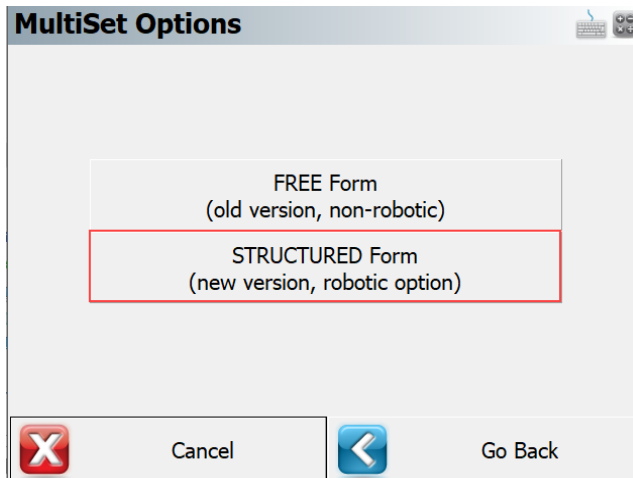 MultiSet Options
FREE Form
(old version, non-robotic)
STRUCTURED Form
(new version, robotic option)
Cancel
Go Back